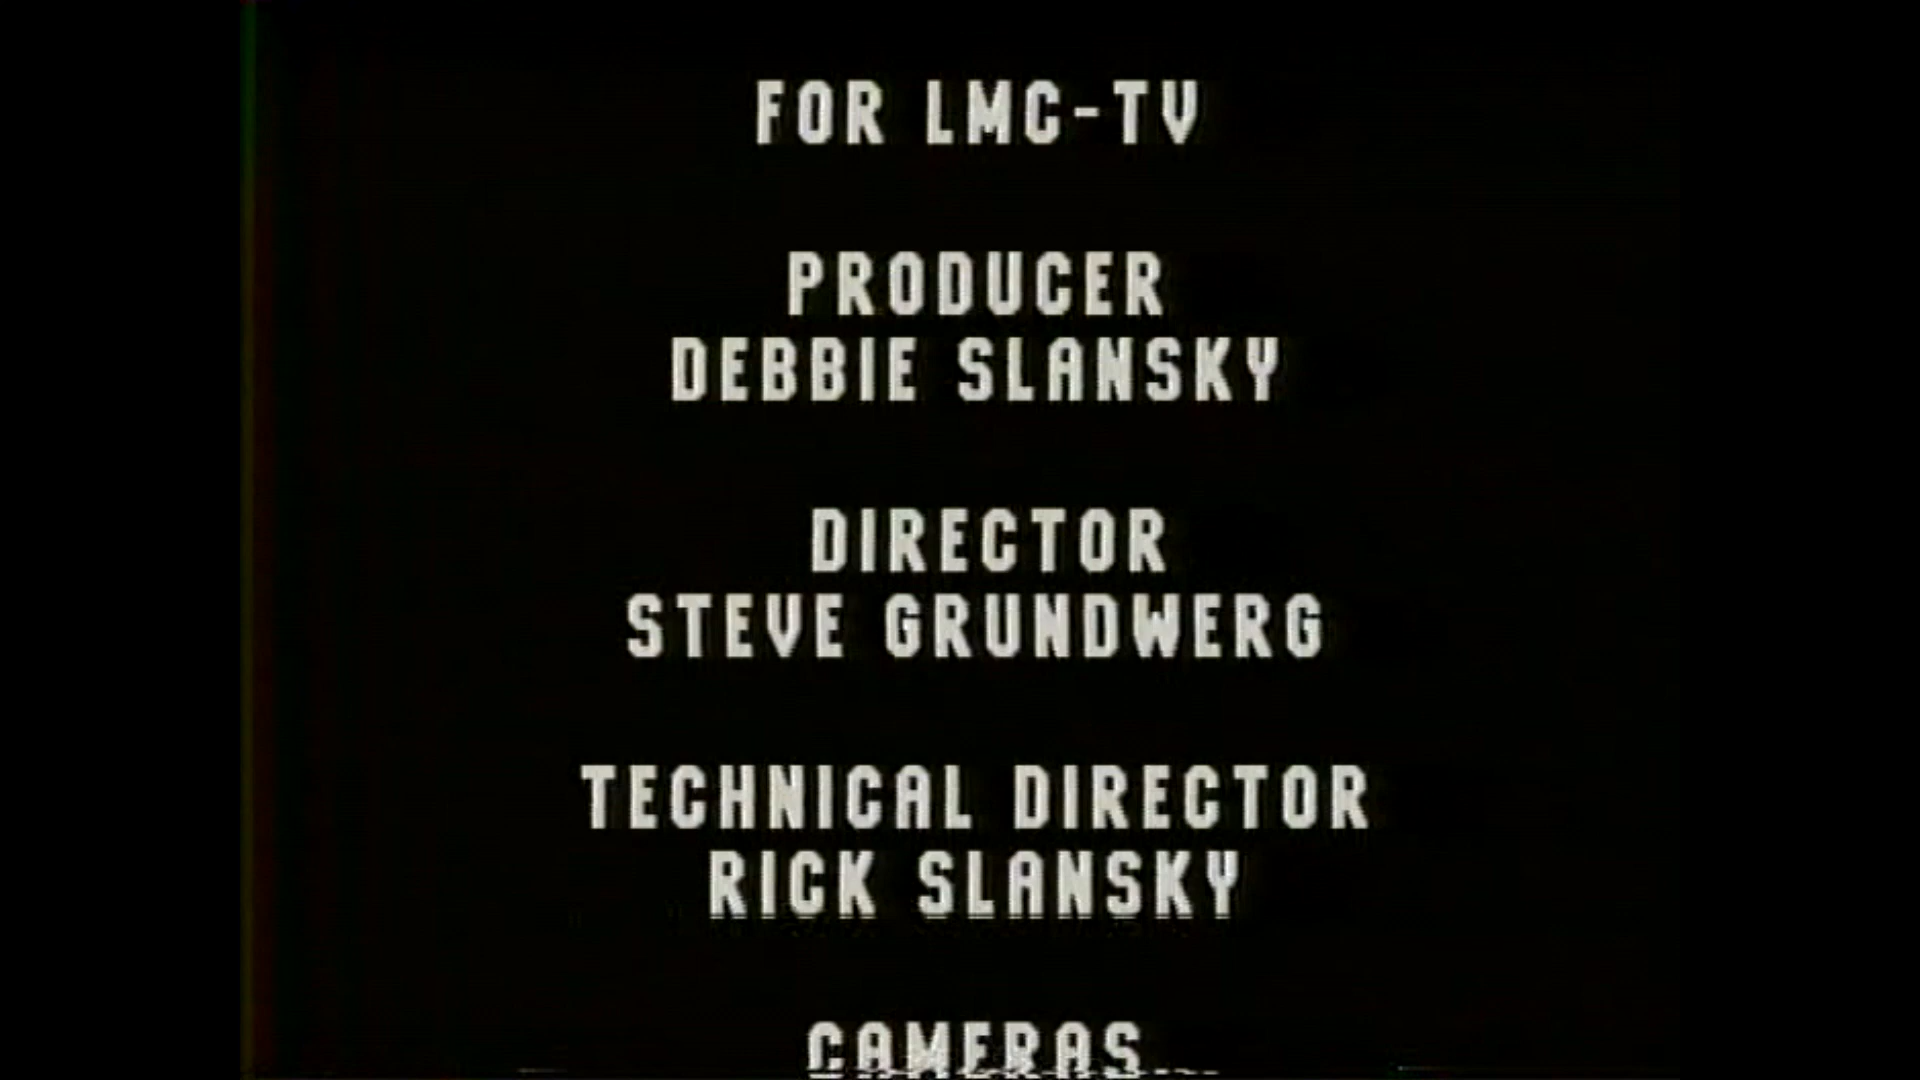 FOR LMC-TV
PRODUCER
DEBBIE SLANSKY
DIRECTOR
STEVE GRUNDWERG
TECHNICAL DIRECTOR
RICK SLANSKY
CAMERAS